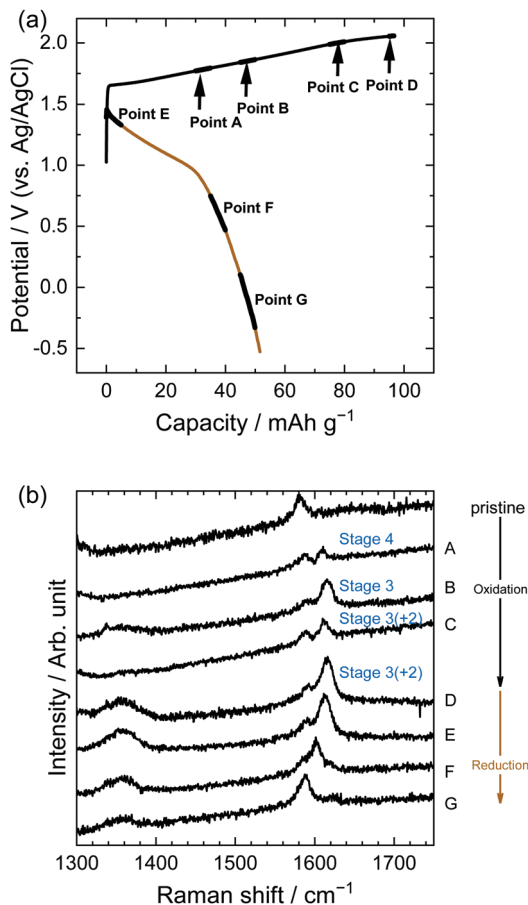 (a)
Potential / V (vs. Ag/AgCl)
2.0
1.5
1.0
0.5
0.0
-0.5
Point E
Point A
Point B
Point C
Point D
Point F
Point G
0 20 40 60 80 100
Capacity / mAh g⁻¹
(b)
Intensity / Arb. unit
pristine
Stage 4
A
Stage 3
B
Oxidation
Stage 3(+2)
C
Stage 3(+2)
D
E
Reduction
F
G
1300 1400 1500 1600 1700
Raman shift / cm⁻¹